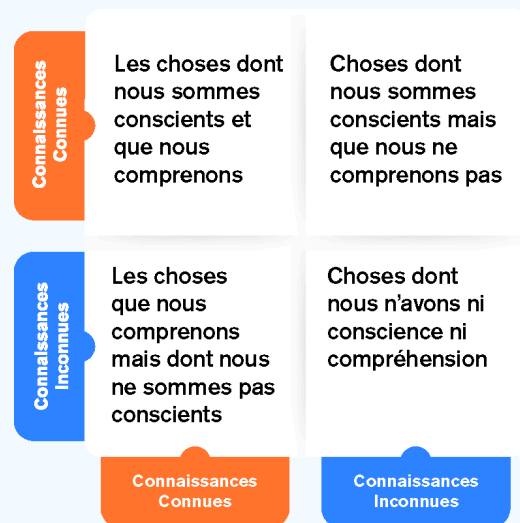 Connaissances
Connues
Les choses dont
nous sommes
conscients et
que nous
comprenons
Choses dont
nous sommes
conscients mais
que nous ne
comprenons pas
Connaissances
Inconnues
Les choses
que nous
comprenons
mais dont nous
ne sommes pas
conscients
Choses dont
nous n’avons ni
conscience ni
compréhension
Connaissances
Connues
Connaissances
Inconnues